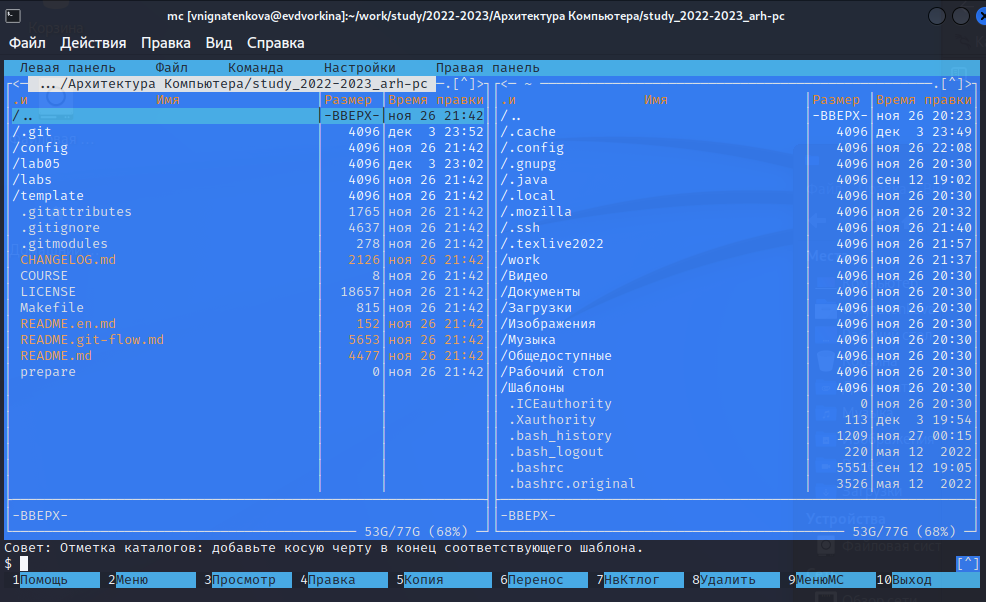 mc [vnignatenkova@evdvorkina]:~/work/study/2022-2023/Архитектура Компьютера/study_2022-2023_arh-pc
Файл Действия Правка Вид Справка
Левая панель Файл Команда Настройки Правая панель
<─ .../Архитектура Компьютера/study_2022-2023_arh-pc ─.[^]>
.и Имя Размер Время правки
/.. -ВВЕРХ- ноя 26 21:42
/.git 4096 дек 3 23:52
/config 4096 ноя 26 21:42
/lab05 4096 дек 3 23:02
/labs 4096 ноя 26 21:42
/template 4096 ноя 26 21:42
.gitattributes 1765 ноя 26 21:42
.gitignore 4637 ноя 26 21:42
.gitmodules 278 ноя 26 21:42
CHANGELOG.md 2126 ноя 26 21:42
COURSE 8 ноя 26 21:42
LICENSE 18657 ноя 26 21:42
Makefile 815 ноя 26 21:42
README.en.md 152 ноя 26 21:42
README.git-flow.md 5653 ноя 26 21:42
README.md 4477 ноя 26 21:42
prepare 0 ноя 26 21:42
-ВВЕРХ-
53G/77G (68%)
<─ ~ ─.[^]>
.и Имя Размер Время правки
/.. -ВВЕРХ- ноя 26 20:23
/.cache 4096 дек 3 23:49
/.config 4096 ноя 26 22:08
/.gnupg 4096 ноя 26 20:30
/.java 4096 сен 12 19:02
/.local 4096 ноя 26 20:30
/.mozilla 4096 ноя 26 20:32
/.ssh 4096 ноя 26 21:40
/.texlive2022 4096 ноя 26 21:57
/work 4096 ноя 26 21:37
/Видео 4096 ноя 26 20:30
/Документы 4096 ноя 26 20:30
/Загрузки 4096 ноя 26 20:30
/Изображения 4096 ноя 26 20:30
/Музыка 4096 ноя 26 20:30
/Общедоступные 4096 ноя 26 20:30
/Рабочий стол 4096 ноя 26 20:30
/Шаблоны 4096 ноя 26 20:30
.ICEauthority 0 ноя 26 20:30
.Xauthority 113 дек 3 19:54
.bash_history 1209 ноя 27 00:15
.bash_logout 220 мая 12 2022
.bashrc 5551 сен 12 19:05
.bashrc.original 3526 мая 12 2022
-ВВЕРХ-
53G/77G (68%)
Совет: Отметка каталогов: добавьте косую черту в конец соответствующего шаблона.
$ [^]
1Помощь 2Меню 3Просмотр 4Правка 5Копия 6Перенос 7НвКтлог 8Удалить 9МенюМС 10Выход